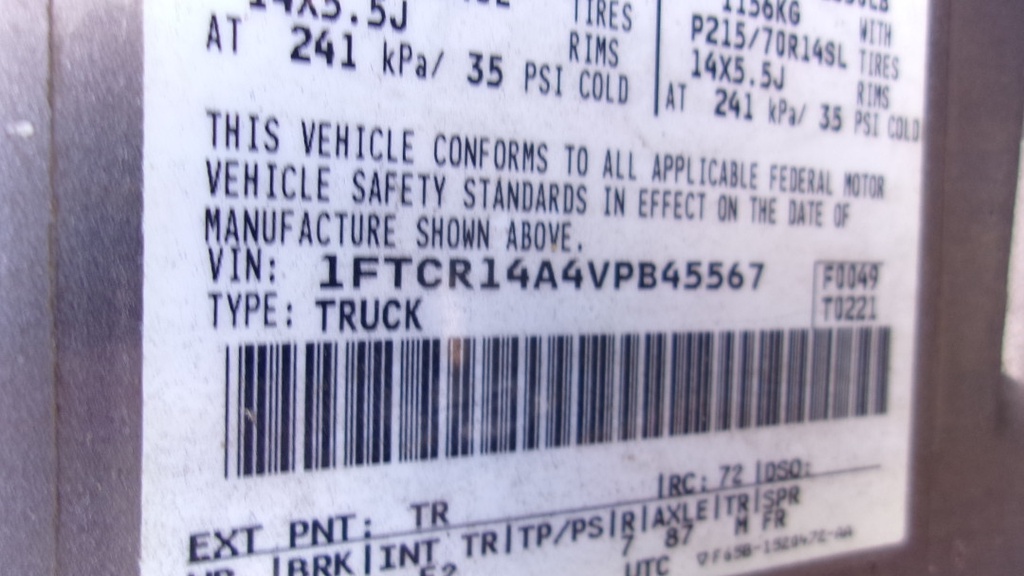 14X5.5J TIRES 1156KG WITH
AT 241 kPa/ 35 PSI COLD RIMS P215/70R14SL TIRES
14X5.5J RIMS
AT 241 kPa/ 35 PSI COLD
THIS VEHICLE CONFORMS TO ALL APPLICABLE FEDERAL MOTOR
VEHICLE SAFETY STANDARDS IN EFFECT ON THE DATE OF
MANUFACTURE SHOWN ABOVE.
VIN: 1FTCR14A4VPB45567 F0049
TYPE: TRUCK T0221
EXT PNT: TR RC: 72 DSO:
BRK INT TR TP/PS R AXLE TR SPR
7 87 M FR
UTC